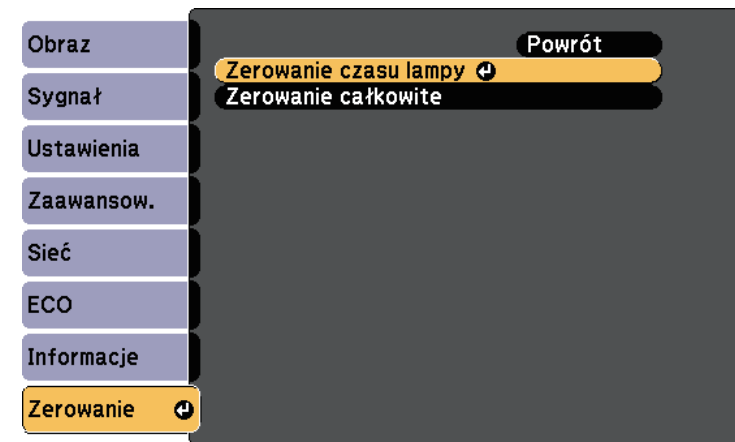 Obraz
Sygnał
Ustawienia
Zaawansow.
Sieć
ECO
Informacje
Zerowanie
Powrót
Zerowanie czasu lampy
Zerowanie całkowite